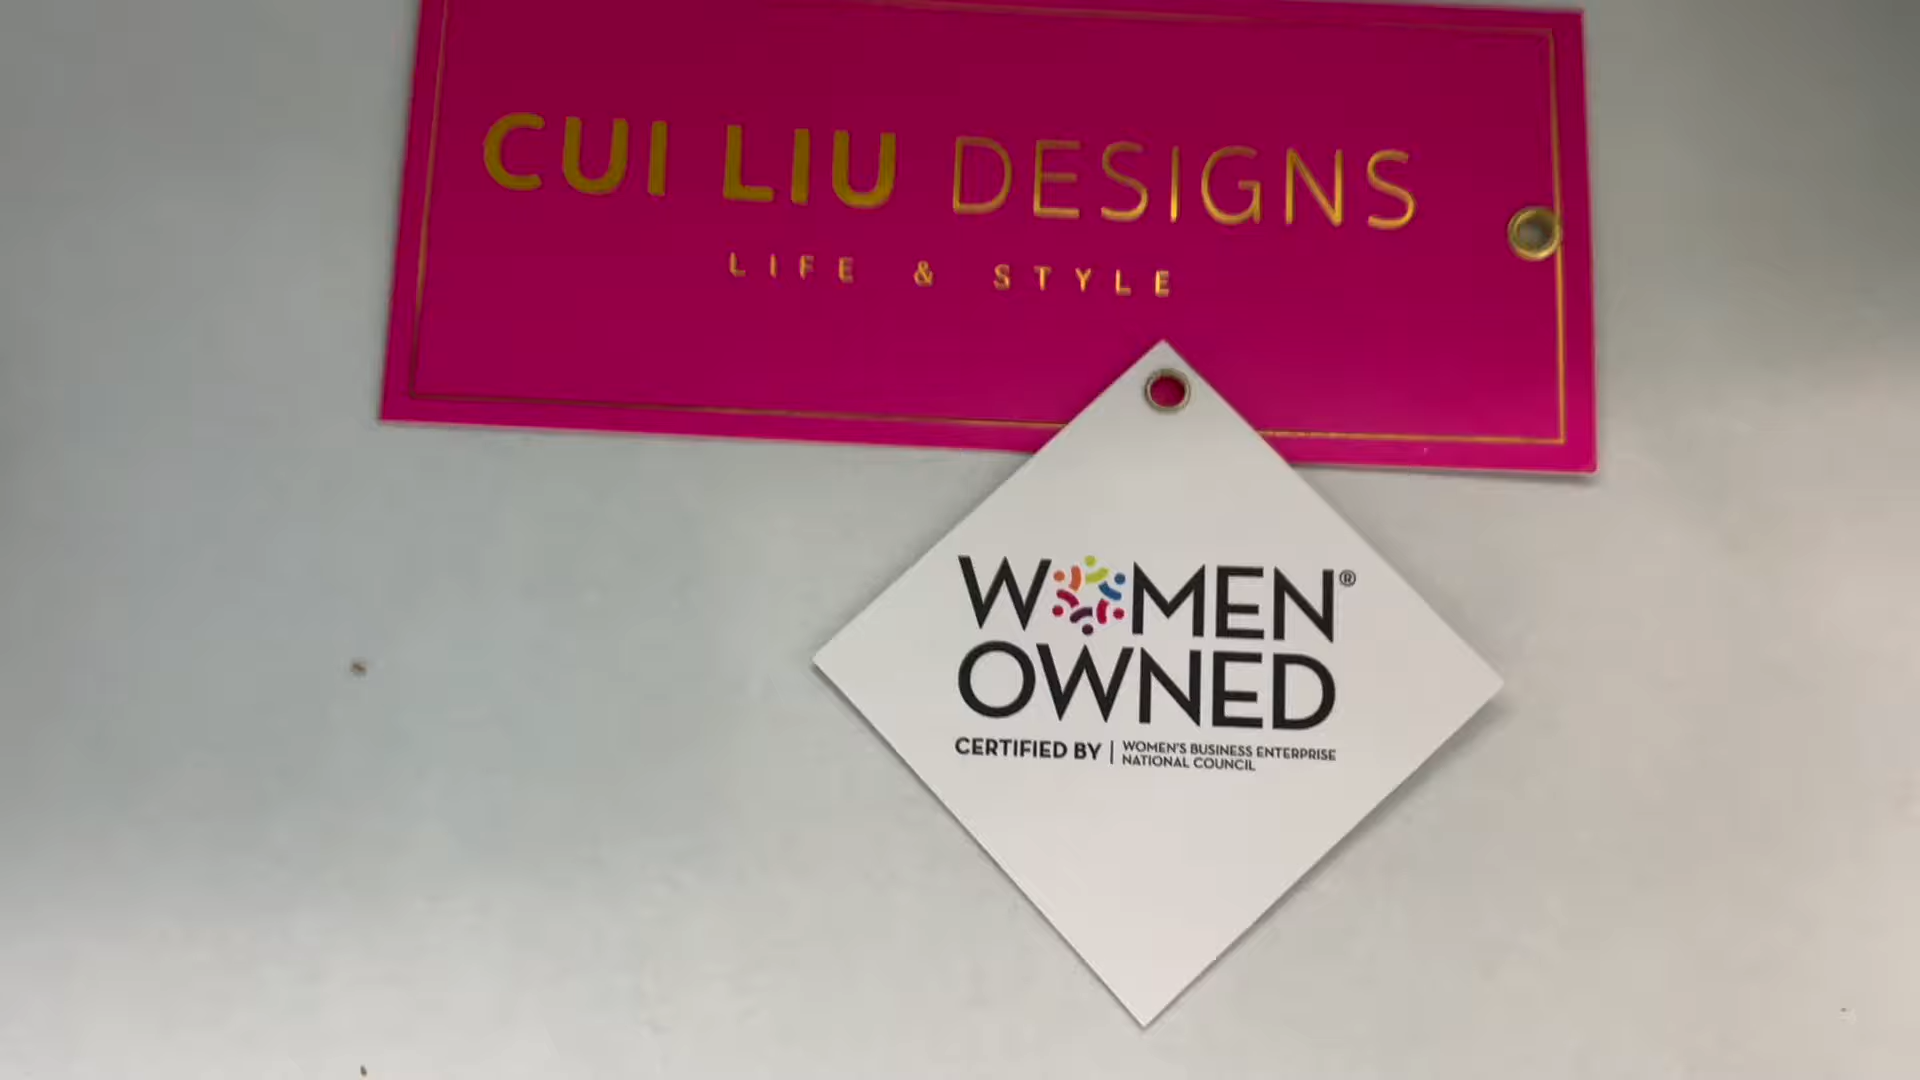 CUI LIU DESIGNS
LIFE & STYLE
WOMEN®
OWNED
CERTIFIED BY | WOMEN'S BUSINESS ENTERPRISE
NATIONAL COUNCIL